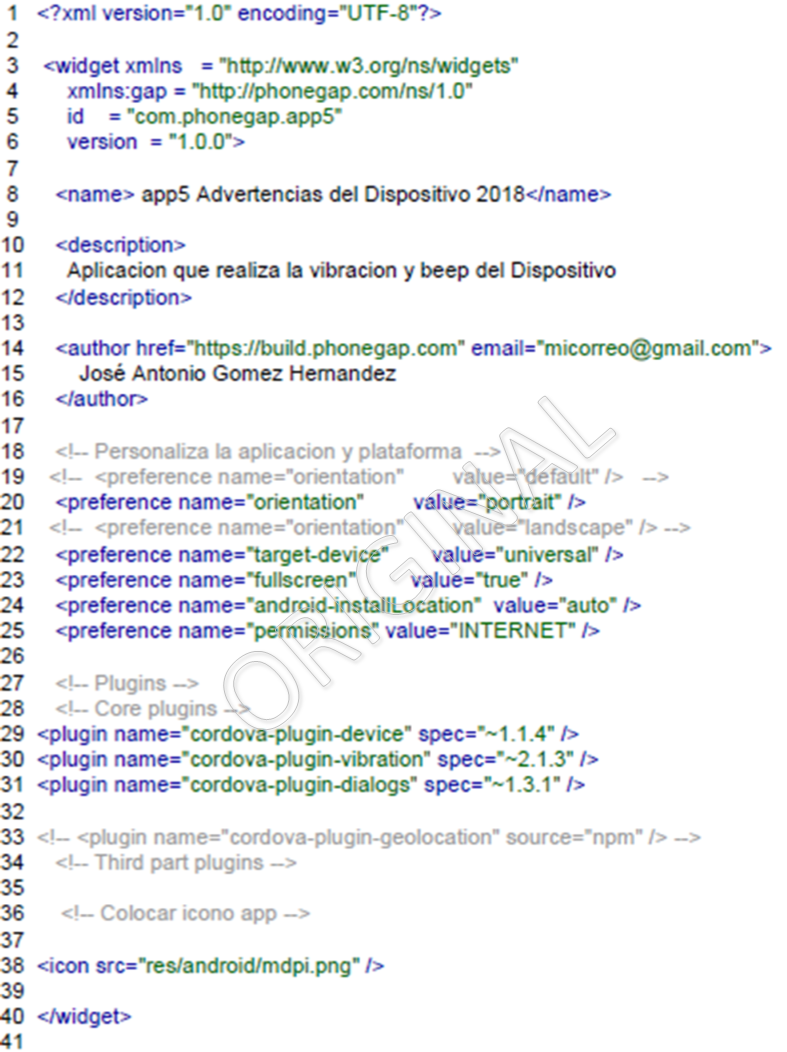 1 <?xml version="1.0" encoding="UTF-8"?>
2
3 <widget xmlns = "http://www.w3.org/ns/widgets"
4 xmlns:gap = "http://phonegap.com/ns/1.0"
5 id = "com.phonegap.app5"
6 version = "1.0.0">
7
8 <name> app5 Advertencias del Dispositivo 2018</name>
9
10 <description>
11 Aplicacion que realiza la vibracion y beep del Dispositivo
12 </description>
13
14 <author href="https://build.phonegap.com" email="micorreo@gmail.com">
15 José Antonio Gomez Hernandez
16 </author>
17
18 <!-- Personaliza la aplicacion y plataforma -->
19 <!-- <preference name="orientation" value="default" /> -->
20 <preference name="orientation" value="portrait" />
21 <!-- <preference name="orientation" value="landscape" /> -->
22 <preference name="target-device" value="universal" />
23 <preference name="fullscreen" value="true" />
24 <preference name="android-installLocation" value="auto" />
25 <preference name="permissions" value="INTERNET" />
26
27 <!-- Plugins -->
28 <!-- Core plugins -->
29 <plugin name="cordova-plugin-device" spec="~1.1.4" />
30 <plugin name="cordova-plugin-vibration" spec="~2.1.3" />
31 <plugin name="cordova-plugin-dialogs" spec="~1.3.1" />
32
33 <!-- <plugin name="cordova-plugin-geolocation" source="npm" /> -->
34 <!-- Third part plugins -->
35
36 <!-- Colocar icono app -->
37
38 <icon src="res/android/mdpi.png" />
39
40 </widget>
41
ORIGINAL